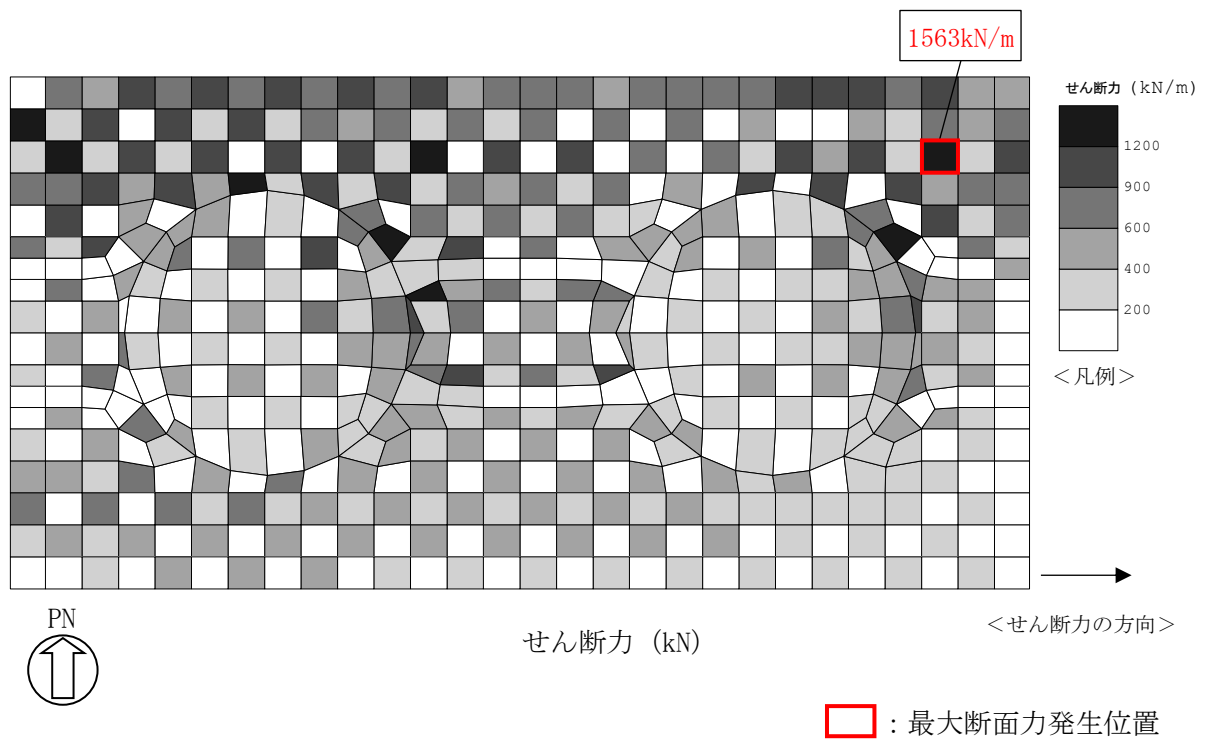 1563kN/m
せん断力 (kN/m)
1200
900
600
400
200
＜凡例＞
PN
せん断力 (kN)
＜せん断力の方向＞
：最大断面力発生位置